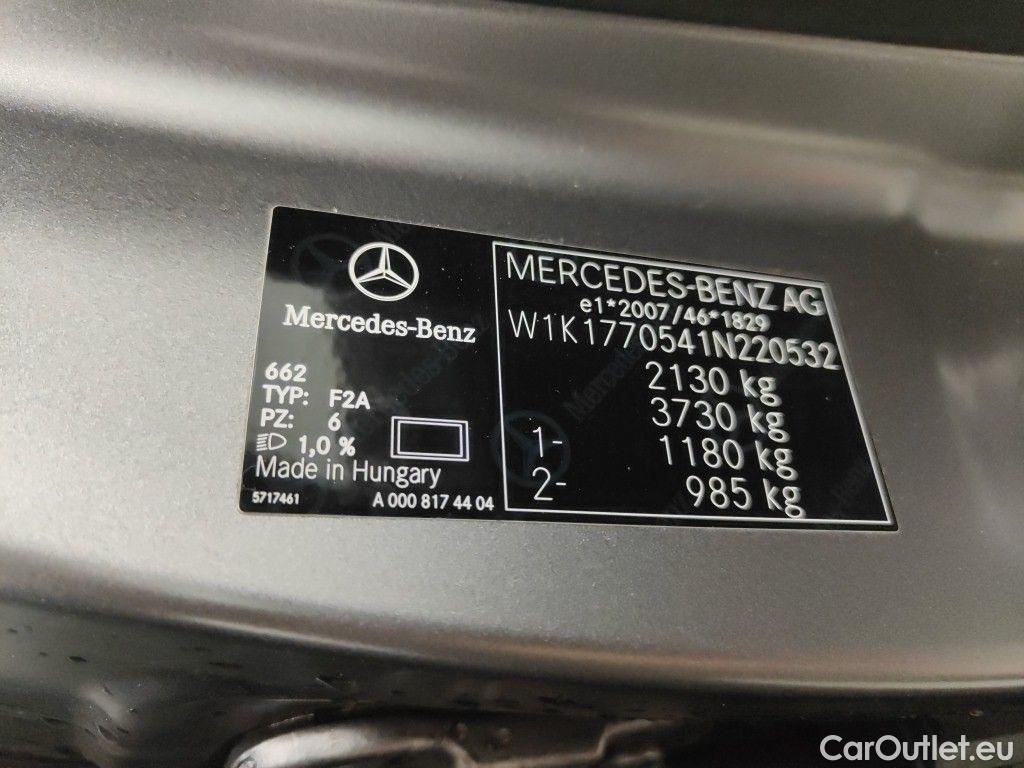 Mercedes-Benz
662
TYP: F2A
PZ: 6
1,0 %
Made in Hungary
5717461 A 000 817 44 04
MERCEDES-BENZ AG
e1*2007/46*1829
W1K1770541N220532
2130 kg
3730 kg
1- 1180 kg
2- 985 kg
CarOutlet.eu